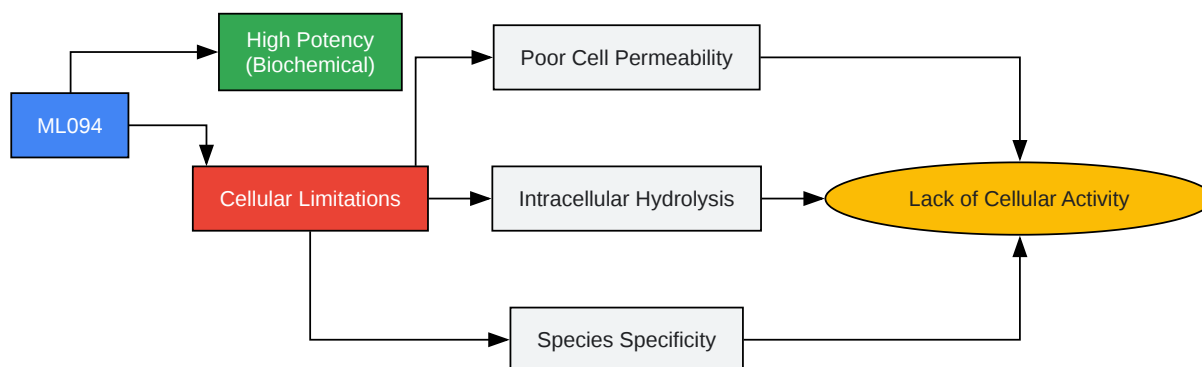 High Potency
(Biochemical)
Poor Cell Permeability
ML094
Cellular Limitations
Intracellular Hydrolysis
Lack of Cellular Activity
Species Specificity